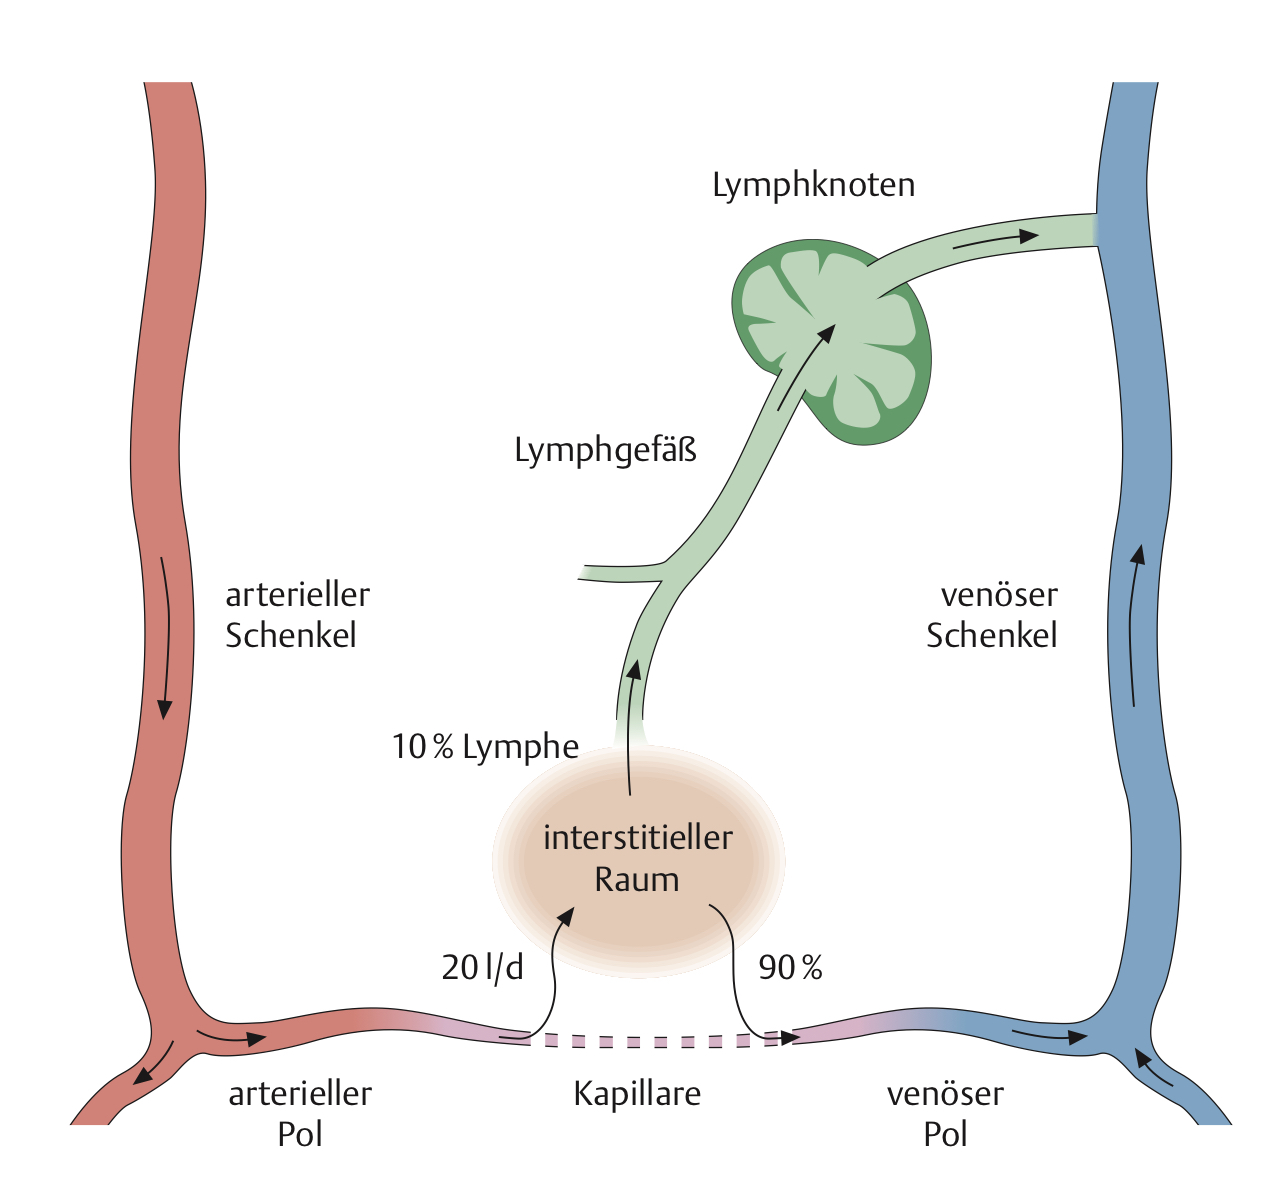 Lymphknoten
Lymphgefäß
arterieller
Schenkel
venöser
Schenkel
10 % Lymphe
interstitieller
Raum
20 l/d
90 %
arterieller
Pol
Kapillare
venöser
Pol